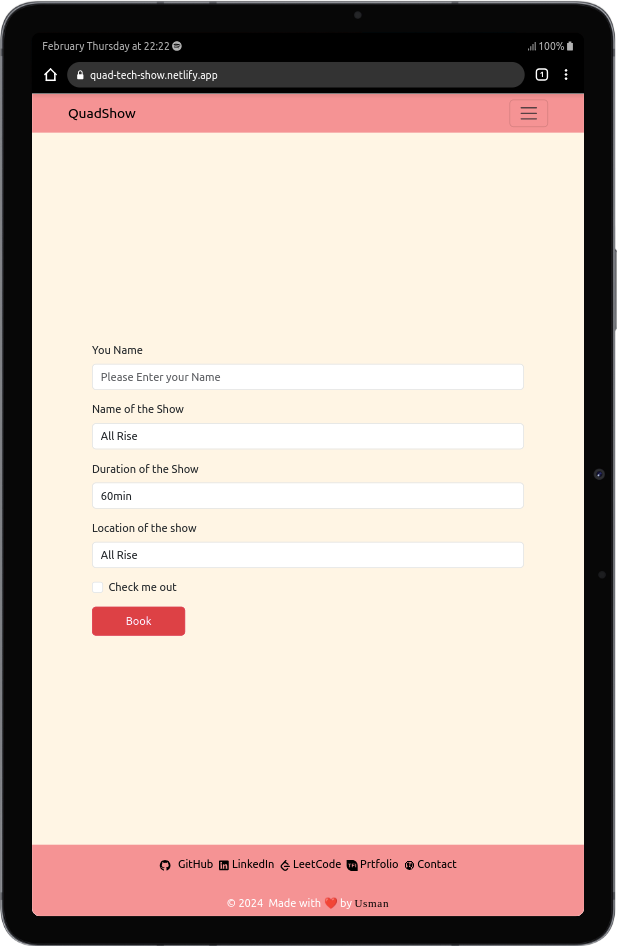 February Thursday at 22:22 100%
quad-tech-show.netlify.app 1
QuadShow
You Name
Please Enter your Name
Name of the Show
All Rise
Duration of the Show
60min
Location of the show
All Rise
Check me out
Book
GitHub LinkedIn LeetCode Prtfolio Contact
© 2024 Made with ❤️ by Usman